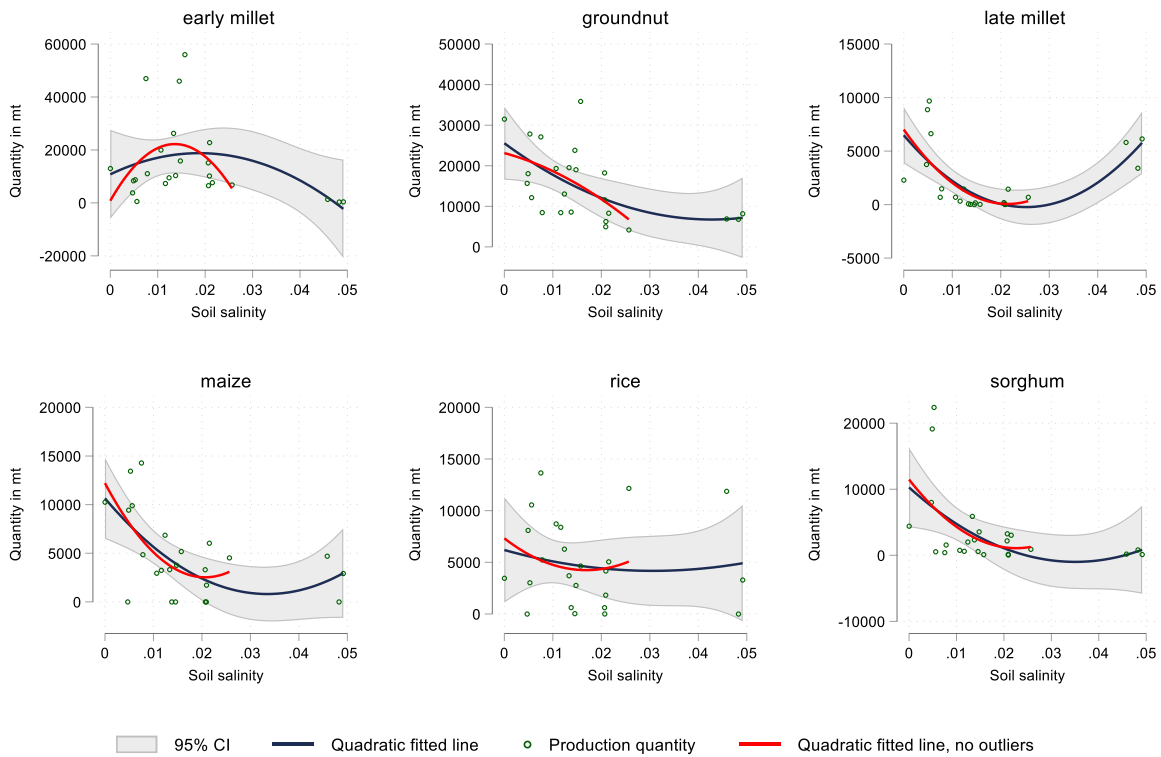 early millet
groundnut
late millet
60000
40000
20000
0
-20000
Quantity in mt
0 .01 .02 .03 .04 .05
Soil salinity
50000
40000
30000
20000
10000
0
Quantity in mt
0 .01 .02 .03 .04 .05
Soil salinity
15000
10000
5000
0
-5000
Quantity in mt
0 .01 .02 .03 .04 .05
Soil salinity
maize
rice
sorghum
20000
15000
10000
5000
0
Quantity in mt
0 .01 .02 .03 .04 .05
Soil salinity
20000
15000
10000
5000
0
Quantity in mt
0 .01 .02 .03 .04 .05
Soil salinity
20000
10000
0
-10000
Quantity in mt
0 .01 .02 .03 .04 .05
Soil salinity
95% CI Quadratic fitted line Production quantity Quadratic fitted line, no outliers